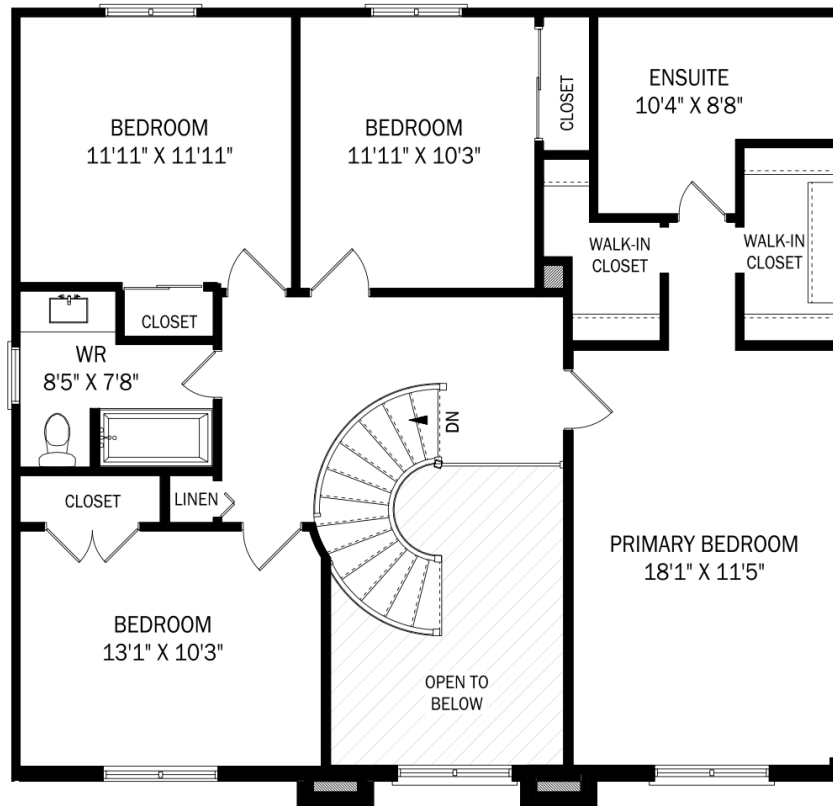 ENSUITE
10'4" X 8'8"
BEDROOM
11'11" X 11'11"
BEDROOM
11'11" X 10'3"
CLOSET
WALK-IN
CLOSET
WALK-IN
CLOSET
CLOSET
WR
8'5" X 7'8"
DN
CLOSET
LINEN
PRIMARY BEDROOM
18'1" X 11'5"
BEDROOM
13'1" X 10'3"
OPEN TO
BELOW